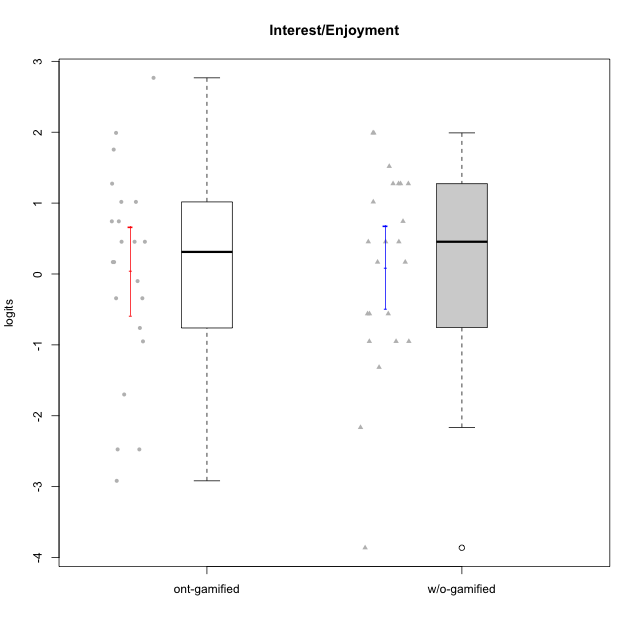 Interest/Enjoyment
3
2
1
0
-1
-2
-3
-4
logits
ont-gamified
w/o-gamified